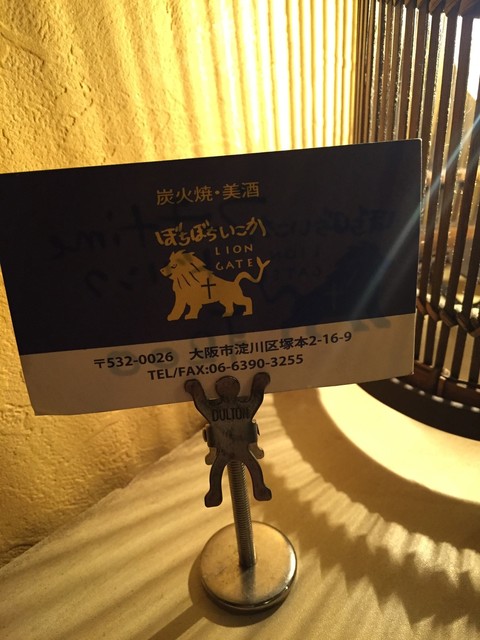 炭火焼・美酒
ぼちぼちいこか
LION
GATE
〒532-0026 大阪市淀川区塚本2-16-9
TEL/FAX:06-6390-3255
DULTON